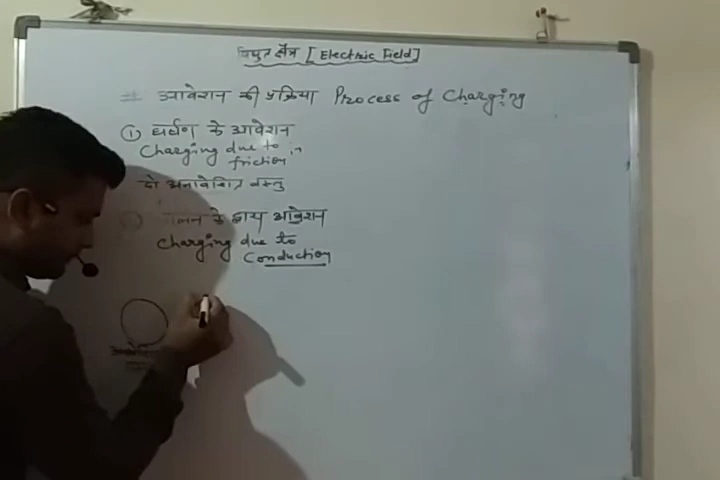 विद्युत क्षेत्र [Electric Field]
# आवेशन की प्रक्रिया Process of Charging
① घर्षण के आवेशन
Charging due to
friction
दो अनावेशित वस्तु
चालन के द्वारा आवेशन
Charging due to
Conduction